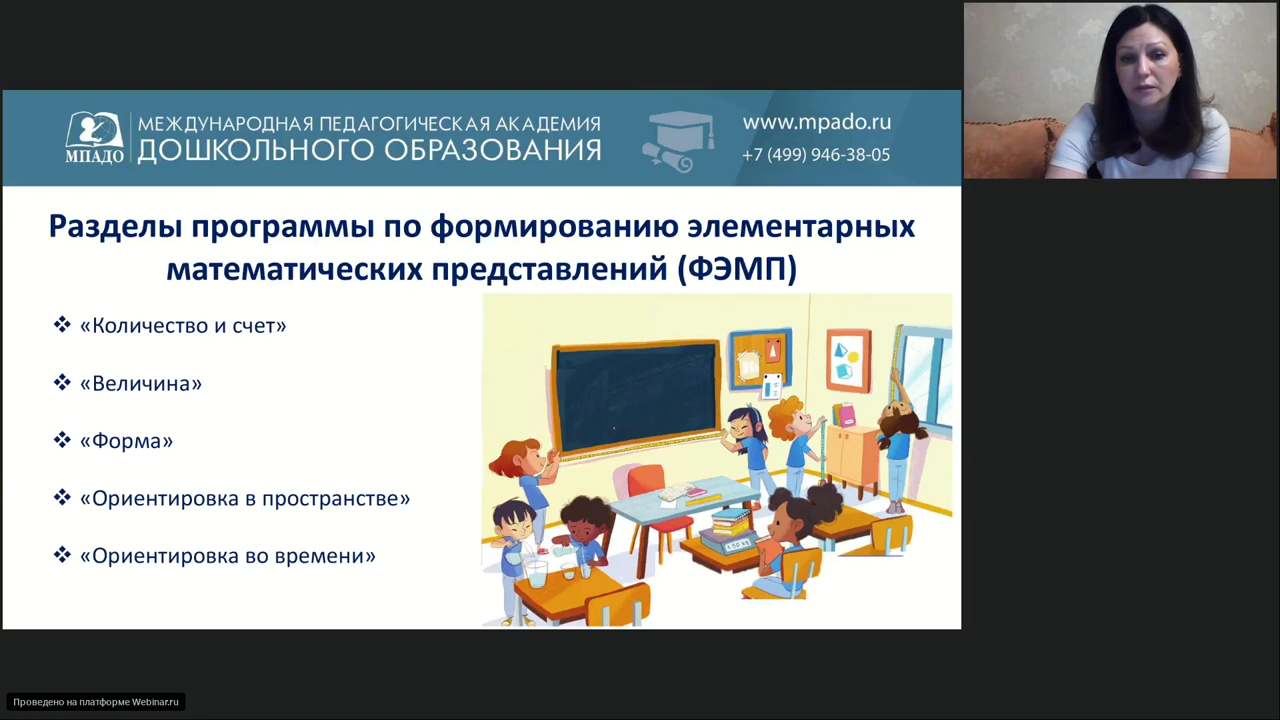 МПАДО
МЕЖДУНАРОДНАЯ ПЕДАГОГИЧЕСКАЯ АКАДЕМИЯ
ДОШКОЛЬНОГО ОБРАЗОВАНИЯ
www.mpado.ru
+7 (499) 946-38-05
Разделы программы по формированию элементарных
математических представлений (ФЭМП)
❖ «Количество и счет»
❖ «Величина»
❖ «Форма»
❖ «Ориентировка в пространстве»
❖ «Ориентировка во времени»
Проведено на платформе Webinar.ru